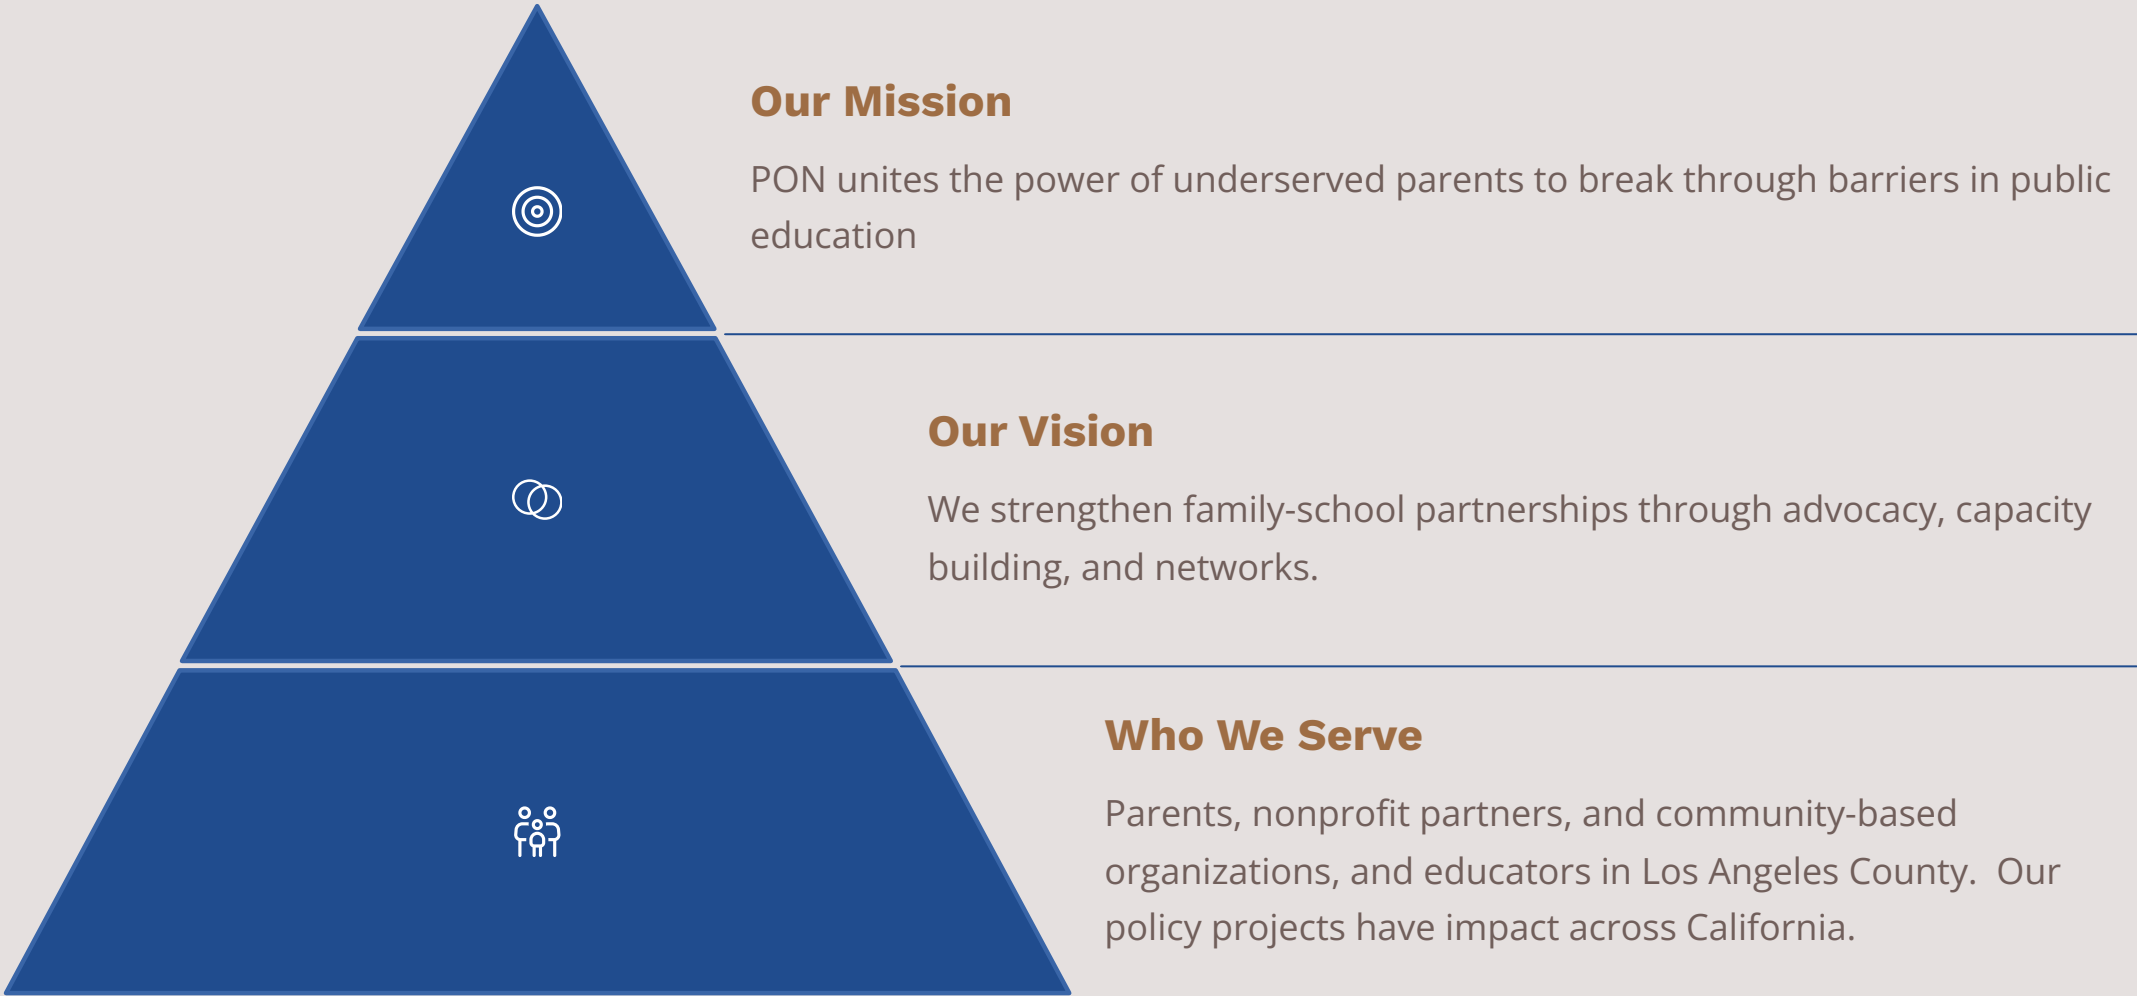 Our Mission
PON unites the power of underserved parents to break through barriers in public
education
Our Vision
We strengthen family-school partnerships through advocacy, capacity
building, and networks.
Who We Serve
Parents, nonprofit partners, and community-based
organizations, and educators in Los Angeles County.  Our
policy projects have impact across California.